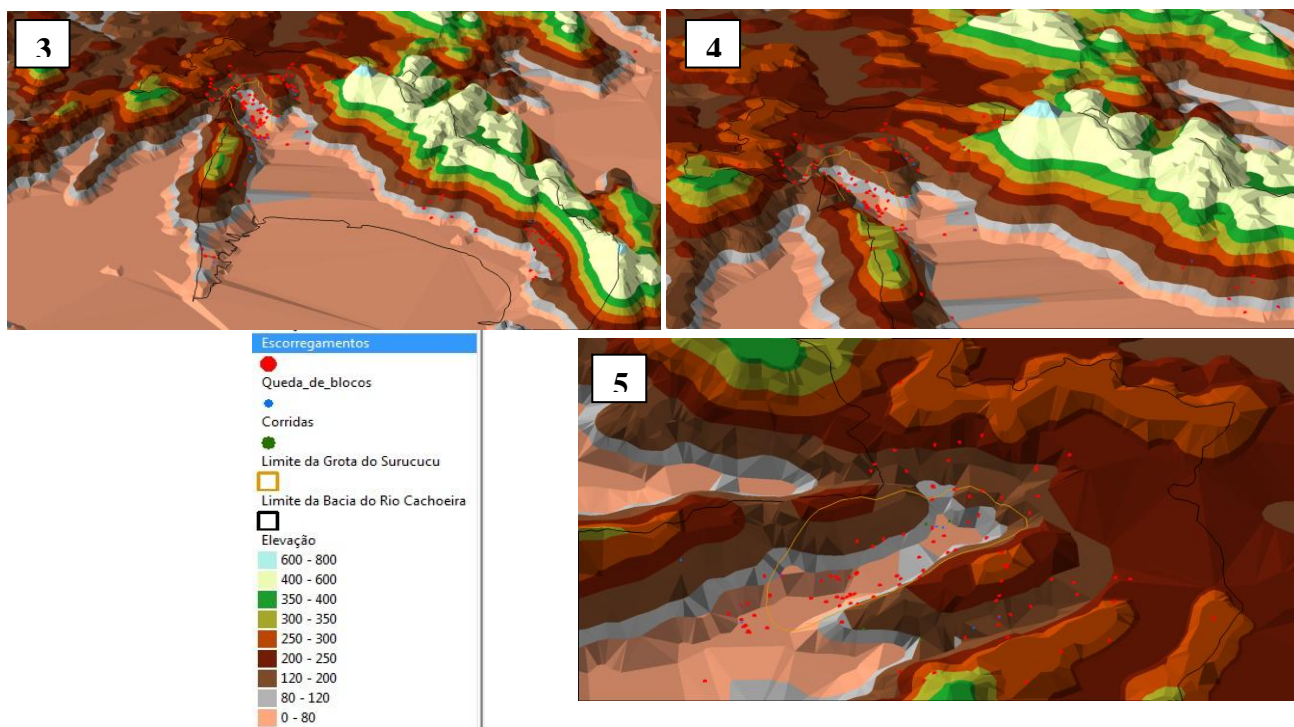 3
4
Escorregamentos
Queda_de_blocos
Corridas
Limite da Grota do Surucucu
Limite da Bacia do Rio Cachoeira
Elevação
600 - 800
400 - 600
350 - 400
300 - 350
250 - 300
200 - 250
120 - 200
80 - 120
0 - 80
5